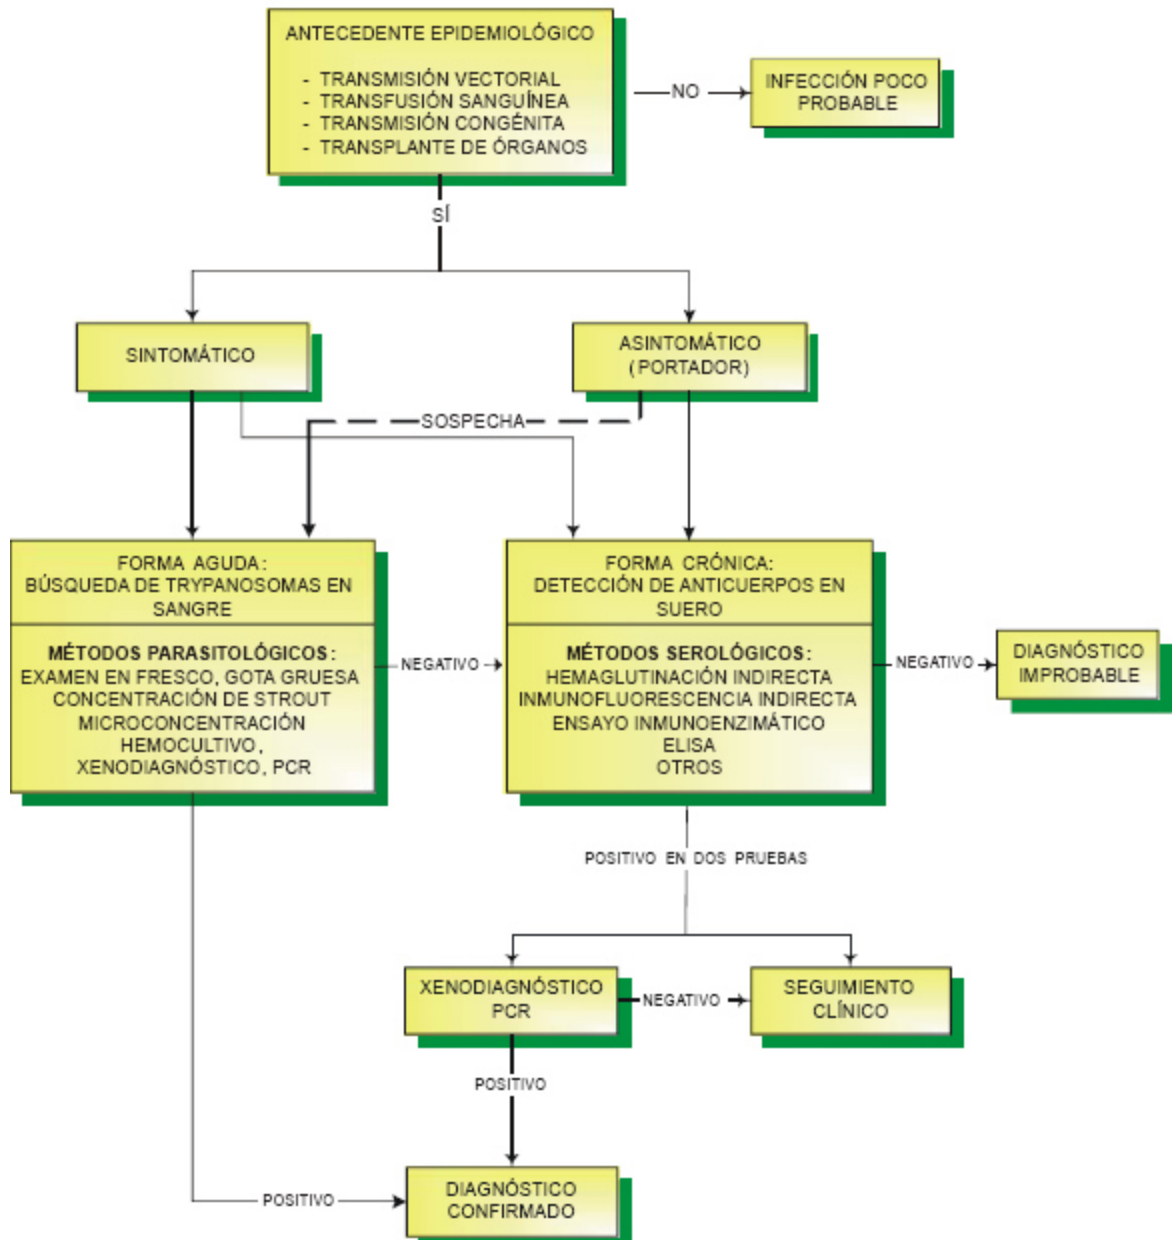 ANTECEDENTE EPIDEMIOLÓGICO
- TRANSMISIÓN VECTORIAL
- TRANSFUSIÓN SANGUÍNEA
- TRANSMISIÓN CONGÉNITA
- TRANSPLANTE DE ÓRGANOS
NO
INFECCIÓN POCO
PROBABLE
SÍ
SINTOMÁTICO
ASINTOMÁTICO
(PORTADOR)
SOSPECHA
FORMA AGUDA:
BÚSQUEDA DE TRYPANOSOMAS EN
SANGRE
MÉTODOS PARASITOLÓGICOS:
EXAMEN EN FRESCO, GOTA GRUESA
CONCENTRACIÓN DE STROUT
MICROCONCENTRACIÓN
HEMOCULTIVO,
XENODIAGNÓSTICO, PCR
NEGATIVO
FORMA CRÓNICA:
DETECCIÓN DE ANTICUERPOS EN
SUERO
MÉTODOS SEROLÓGICOS:
HEMAGLUTINACIÓN INDIRECTA
INMUNOFLUORESCENCIA INDIRECTA
ENSAYO INMUNOENZIMÁTICO
ELISA
OTROS
NEGATIVO
DIAGNÓSTICO
IMPROBABLE
POSITIVO EN DOS PRUEBAS
XENODIAGNÓSTICO
PCR
NEGATIVO
SEGUIMIENTO
CLÍNICO
POSITIVO
POSITIVO
DIAGNÓSTICO
CONFIRMADO